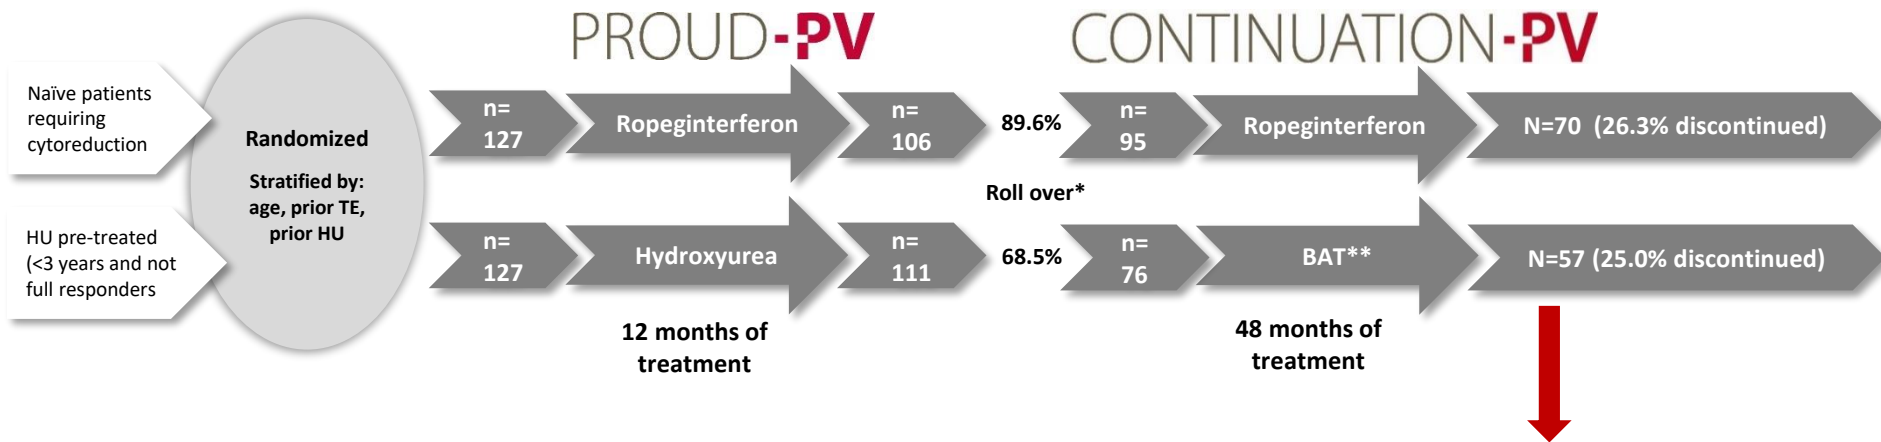 PROUD-PV
CONTINUATION-PV
Naïve patients
requiring
cytoreduction
HU pre-treated
(<3 years and not
full responders
Randomized
Stratified by:
age, prior TE,
prior HU
n=
127
Ropeginterferon
n=
106
89.6%
n=
95
Ropeginterferon
N=70 (26.3% discontinued)
Roll over*
n=
127
Hydroxyurea
n=
111
68.5%
n=
76
BAT**
N=57 (25.0% discontinued)
12 months of
treatment
48 months of
treatment